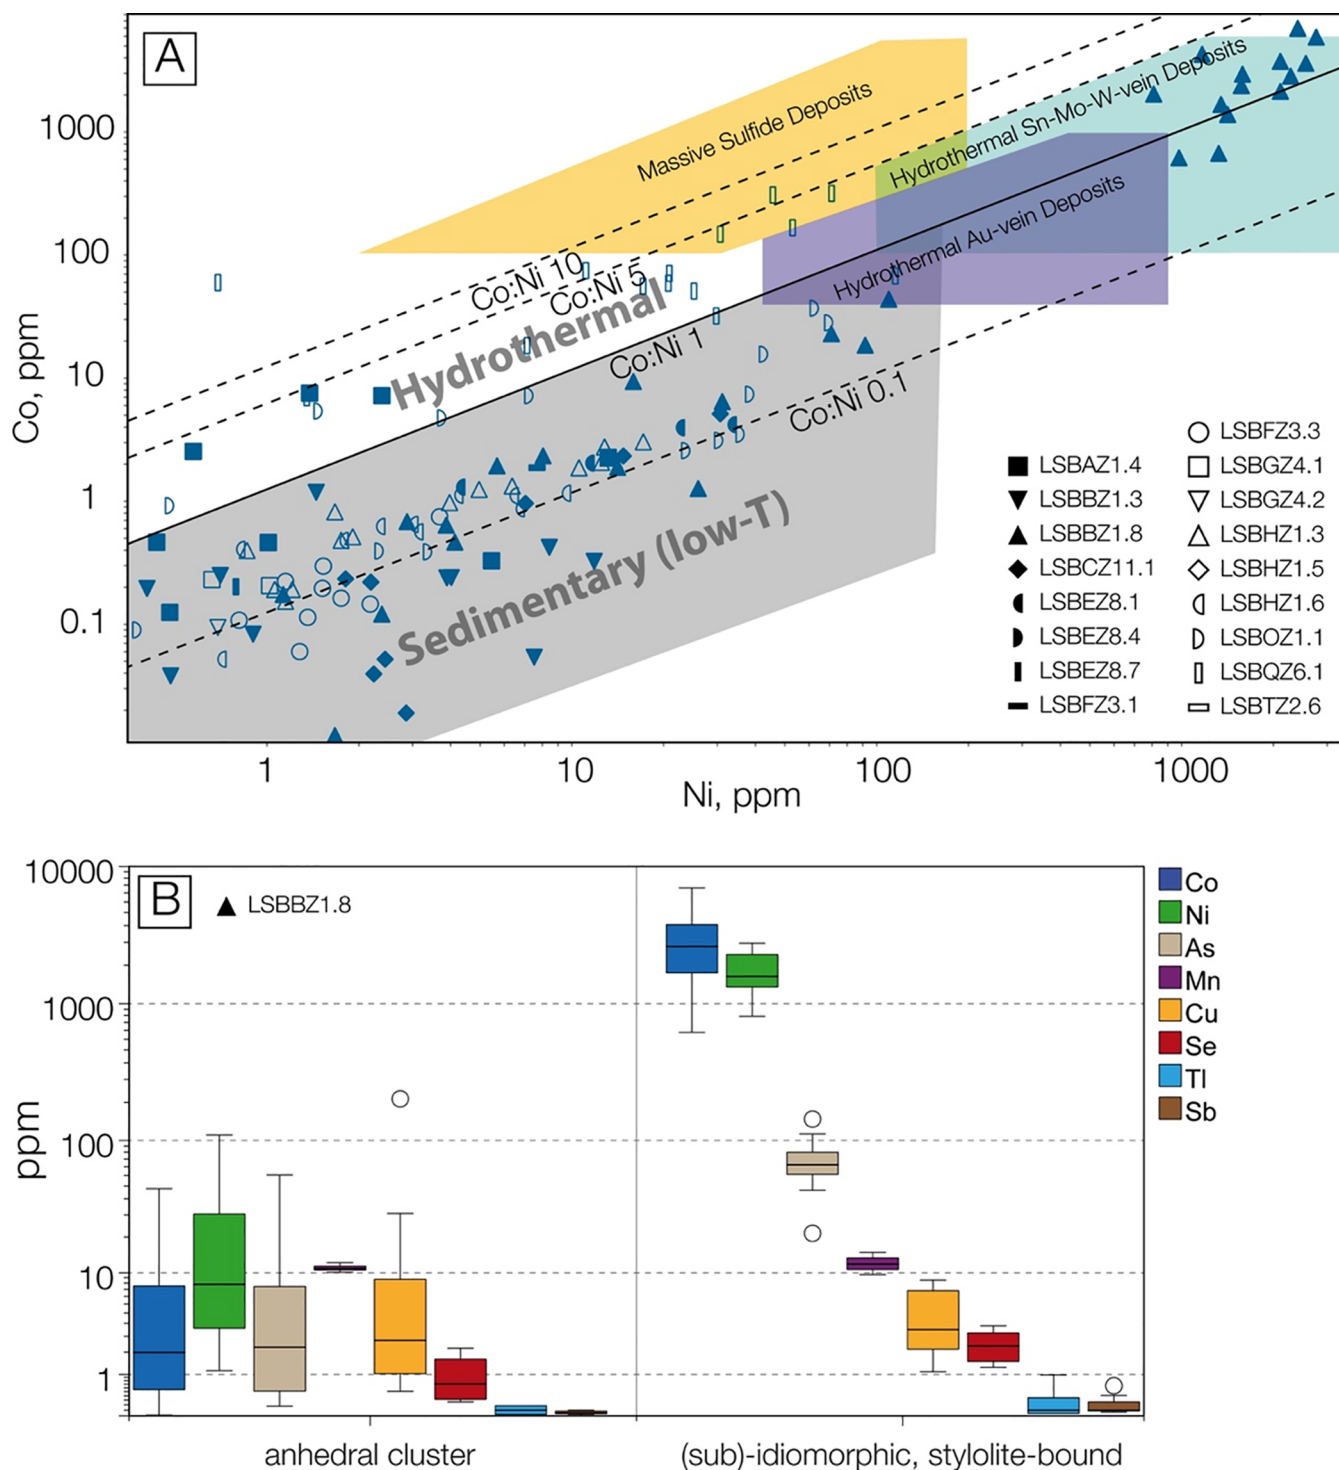 A
Massive Sulfide Deposits
Hydrothermal Sn-Mo-W-vein Deposits
Hydrothermal Au-vein Deposits
Co:Ni 10
Co:Ni 5
Hydrothermal
Co:Ni 1
Co:Ni 0.1
Sedimentary (low-T)
1000
100
10
1
0.1
Co, ppm
1
10
100
1000
Ni, ppm
LSBAZ1.4
LSBBZ1.3
LSBBZ1.8
LSBCZ11.1
LSBEZ8.1
LSBEZ8.4
LSBEZ8.7
LSBFZ3.1
LSBFZ3.3
LSBGZ4.1
LSBGZ4.2
LSBHZ1.3
LSBHZ1.5
LSBHZ1.6
LSBOZ1.1
LSBQZ6.1
LSBTZ2.6
B
LSBBZ1.8
10000
1000
100
10
1
ppm
anhedral cluster
(sub)-idiomorphic, stylolite-bound
Co
Ni
As
Mn
Cu
Se
Tl
Sb